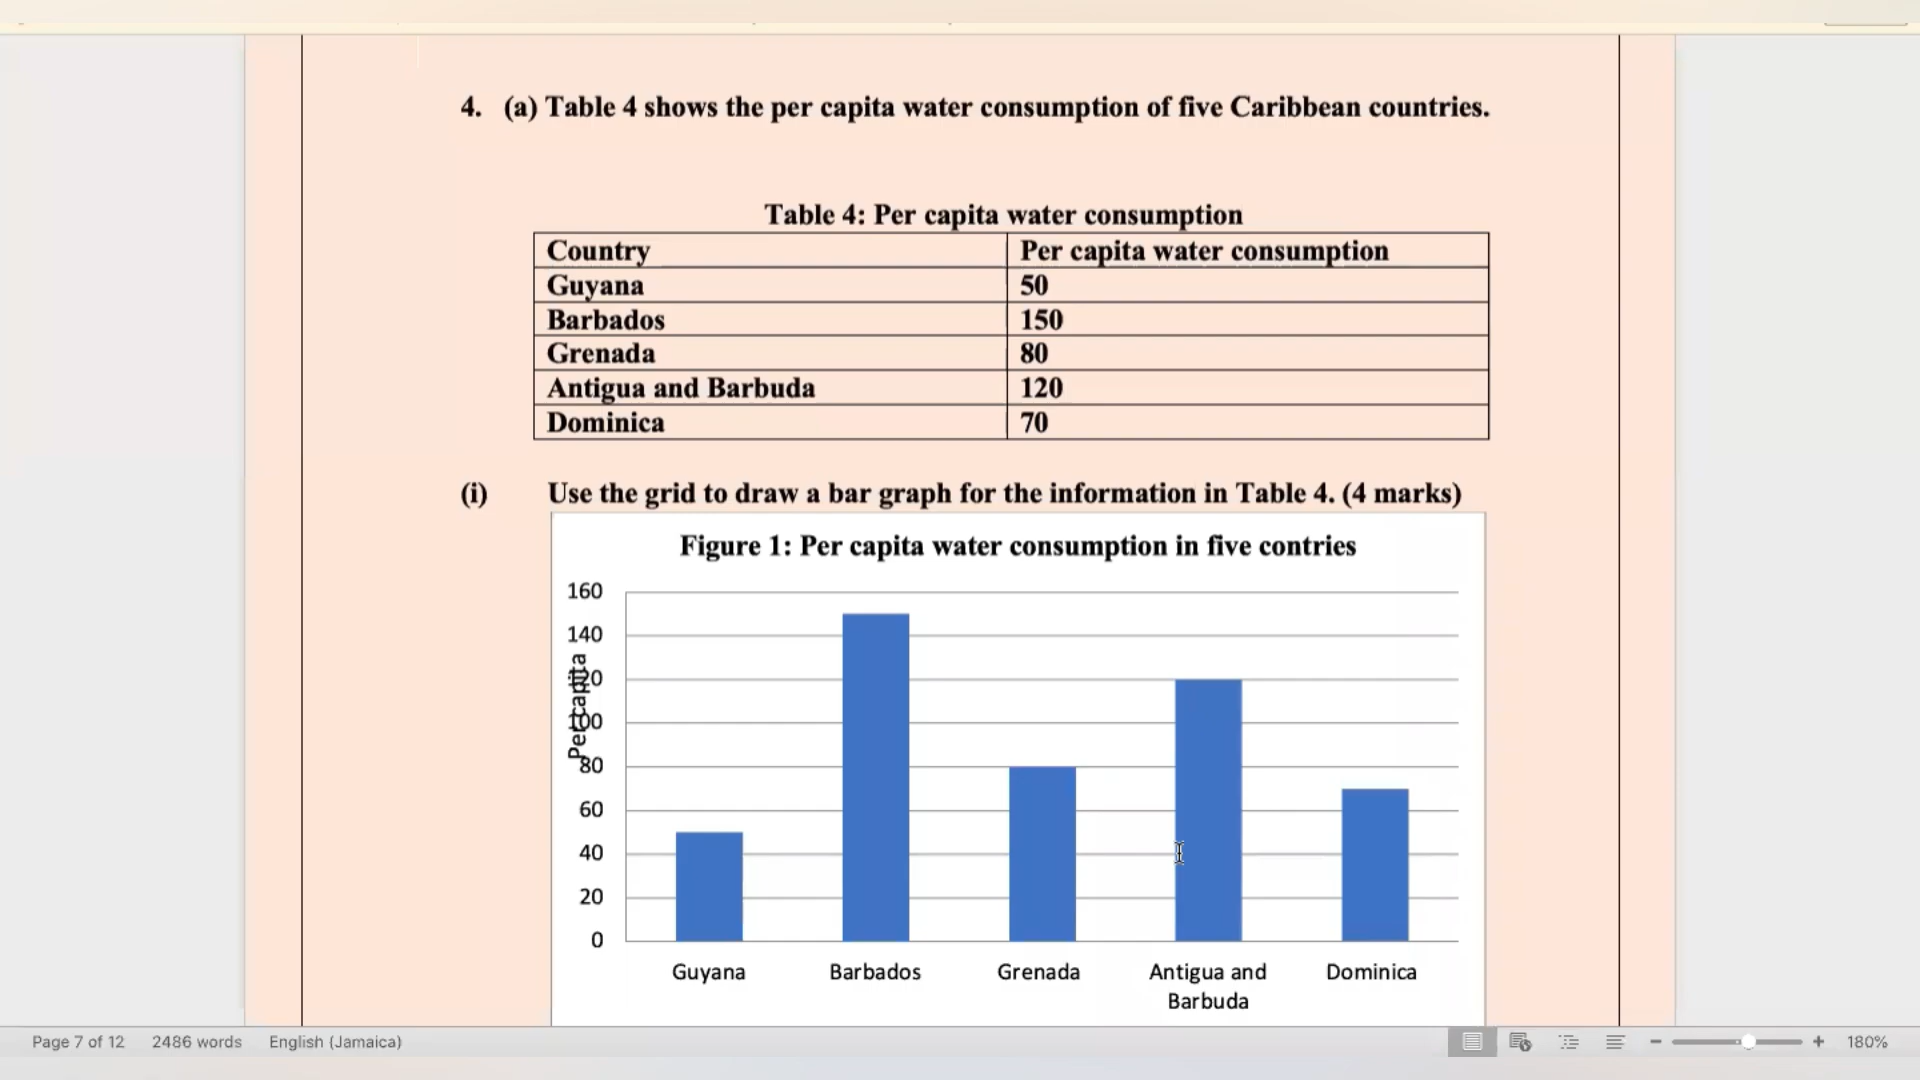 4. (a) Table 4 shows the per capita water consumption of five Caribbean countries.
Table 4: Per capita water consumption
Country Per capita water consumption
Guyana 50
Barbados 150
Grenada 80
Antigua and Barbuda 120
Dominica 70
(i) Use the grid to draw a bar graph for the information in Table 4. (4 marks)
Figure 1: Per capita water consumption in five contries
Per capita
160
140
120
100
80
60
40
20
0
Guyana Barbados Grenada Antigua and Dominica
Barbuda
Page 7 of 12 2486 words English (Jamaica) 180%